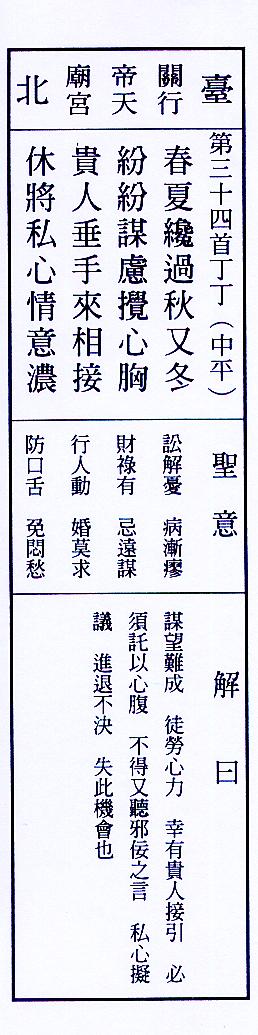 臺
關行
帝天
廟宮
北
第三十四首丁丁（中平）
春夏纔過秋又冬
紛紛謀慮攪心胸
貴人垂手來相接
休將私心情意濃
聖意
訟解憂　病漸瘳
財祿有　忌遠謀
行人動　婚莫求
防口舌　免悶愁
解曰
謀望難成　徒勞心力　幸有貴人接引　必
須託以心腹　不得又聽邪佞之言　私心擬
議　進退不決　失此機會也